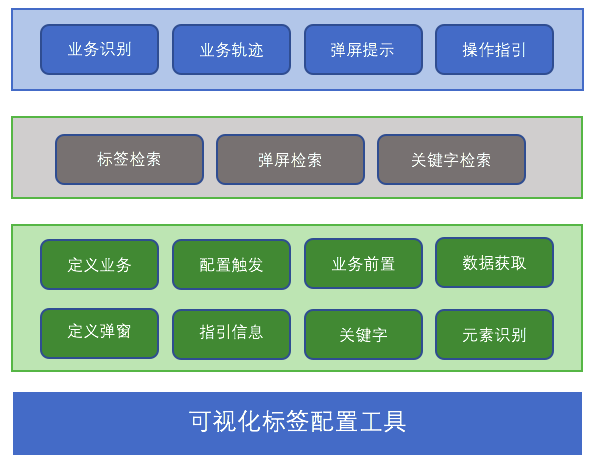 业务识别 业务轨迹 弹屏提示 操作指引
标签检索 弹屏检索 关键字检索
定义业务 配置触发 业务前置 数据获取
定义弹窗 指引信息 关键字 元素识别
可视化标签配置工具